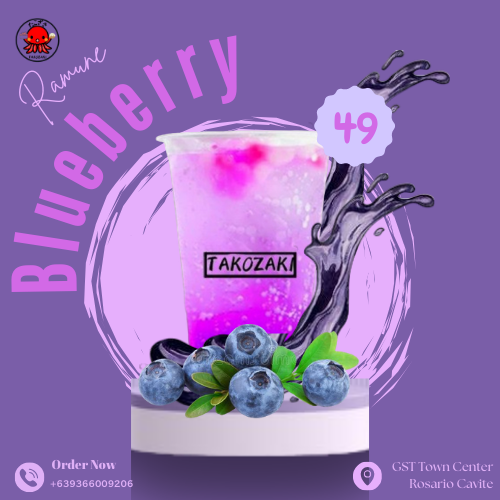 Ramune
Blueberry
49
TAKOZAKI
Order Now
+639366009206
GST Town Center
Rosario Cavite